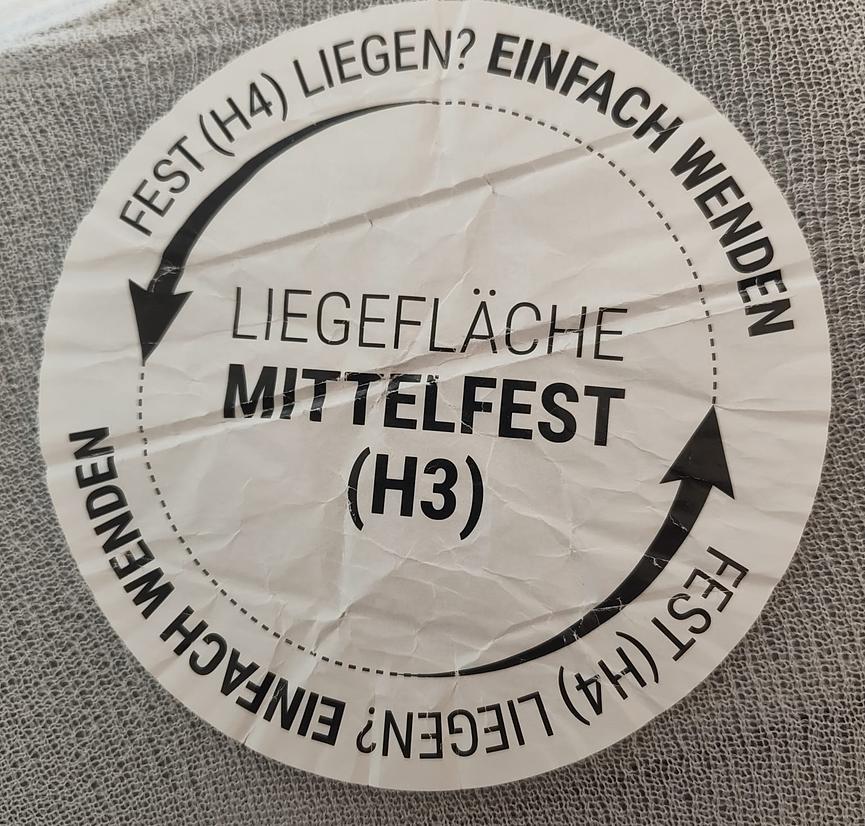 FEST (H4) LIEGEN? EINFACH WENDEN
LIEGEFLÄCHE
MITTELFEST
(H3)
FEST (H4) LIEGEN? EINFACH WENDEN